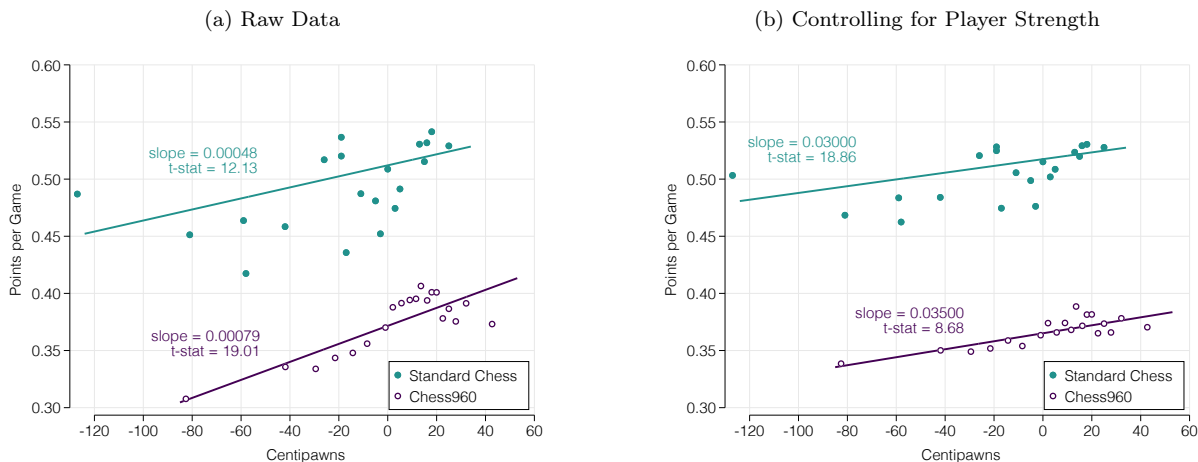 (a) Raw Data
0.60
0.55
0.50
0.45
0.40
0.35
0.30
Points per Game
slope = 0.00048
t-stat = 12.13
slope = 0.00079
t-stat = 19.01
Standard Chess
Chess960
-120 -100 -80 -60 -40 -20 0 20 40 60
Centipawns
(b) Controlling for Player Strength
0.60
0.55
0.50
0.45
0.40
0.35
0.30
Points per Game
slope = 0.03000
t-stat = 18.86
slope = 0.03500
t-stat = 8.68
Standard Chess
Chess960
-120 -100 -80 -60 -40 -20 0 20 40 60
Centipawns